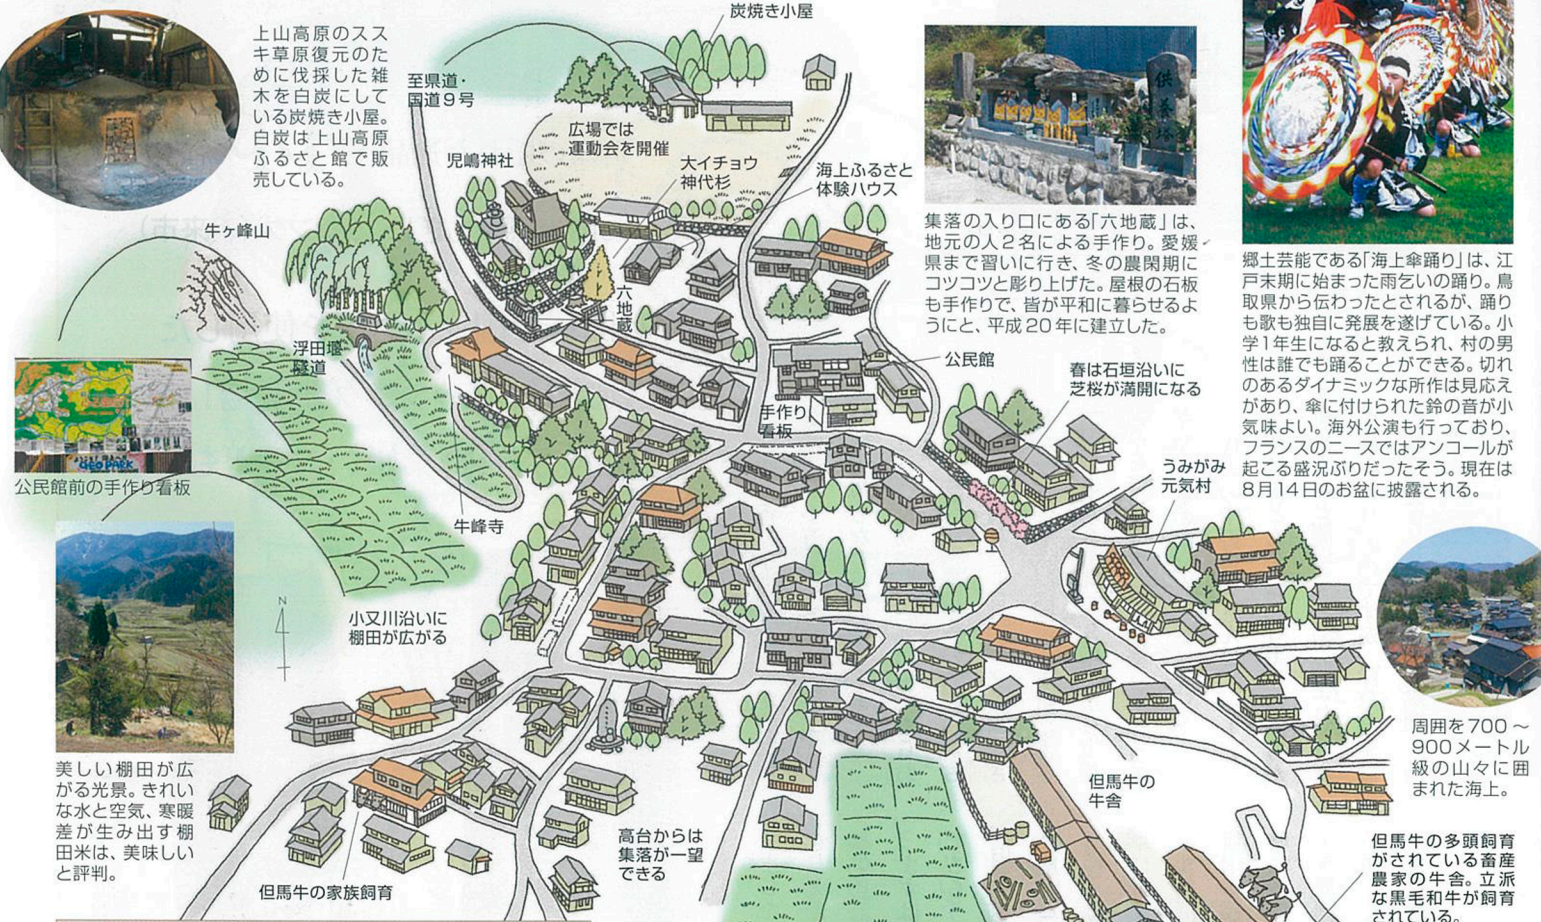 炭焼き小屋
上山高原のスス
キ草原復元のた
めに伐採した雑
木を白炭にして
いる炭焼き小屋。
白炭は上山高原
ふるさと館で販
売している。
至県道・
国道9号
広場では
運動会を開催
児嶋神社
大イチョウ
神代杉
海上ふるさと
体験ハウス
供養塔
集落の入り口にある「六地蔵」は、
地元の人2名による手作り。愛媛
県まで習いに行き、冬の農閑期に
コツコツと彫り上げた。屋根の石板
も手作りで、皆が平和に暮らせるよ
うにと、平成20年に建立した。
郷土芸能である「海上傘踊り」は、江
戸末期に始まった雨乞いの踊り。鳥
取県から伝わったとされるが、踊り
も歌も独自に発展を遂げている。小
学1年生になると教えられ、村の男
性は誰でも踊ることができる。切れ
のあるダイナミックな所作は見応え
があり、傘に付けられた鈴の音が小
気味よい。海外公演も行っており、
フランスのニースではアンコールが
起こる盛況ぶりだったそう。現在は
8月14日のお盆に披露される。
牛ヶ峰山
六地蔵
浮田堰
隧道
公民館
春は石垣沿いに
芝桜が満開になる
手作り
看板
GEO PARK
公民館前の手作り看板
うみがみ
元気村
牛峰寺
N
小又川沿いに
棚田が広がる
美しい棚田が広
がる光景。きれい
な水と空気、寒暖
差が生み出す棚
田米は、美味しい
と評判。
周囲を700～
900メートル
級の山々に囲
まれた海上。
但馬牛の
牛舎
高台からは
集落が一望
できる
但馬牛の家族飼育
但馬牛の多頭飼育
がされている畜産
農家の牛舎。立派
な黒毛和牛が飼育
されている。